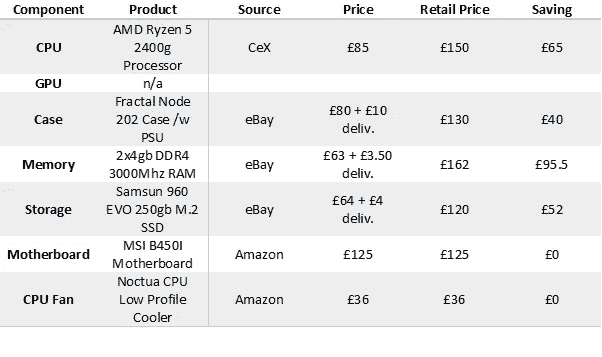 Component Product Source Price Retail Price Saving
AMD Ryzen 5
CPU 2400g CeX £85 £150 £65
Processor
GPU n/a
Fractal Node
Case 202 Case /w eBay £80 + £10 deliv. £130 £40
PSU
Memory 2x4gb DDR4 eBay £63 + £3.50 £162 £95.5
3000Mhz RAM deliv.
Samsun 960
Storage EVO 250gb M.2 eBay £64 + £4 deliv. £120 £52
SSD
Motherboard MSI B450I Amazon £125 £125 £0
Motherboard
Noctua CPU
CPU Fan Low Profile Amazon £36 £36 £0
Cooler